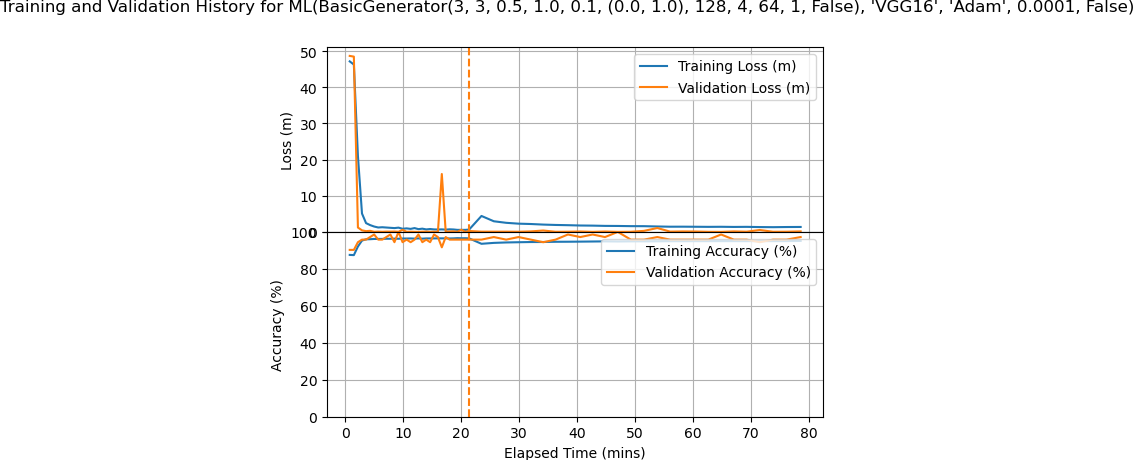 Training and Validation History for ML(BasicGenerator(3, 3, 0.5, 1.0, 0.1, (0.0, 1.0), 128, 4, 64, 1, False), 'VGG16', 'Adam', 0.0001, False)
50
40
30
20
10
0
Loss (m)
Training Loss (m)
Validation Loss (m)
100
80
60
40
20
0
Accuracy (%)
Training Accuracy (%)
Validation Accuracy (%)
0 10 20 30 40 50 60 70 80
Elapsed Time (mins)